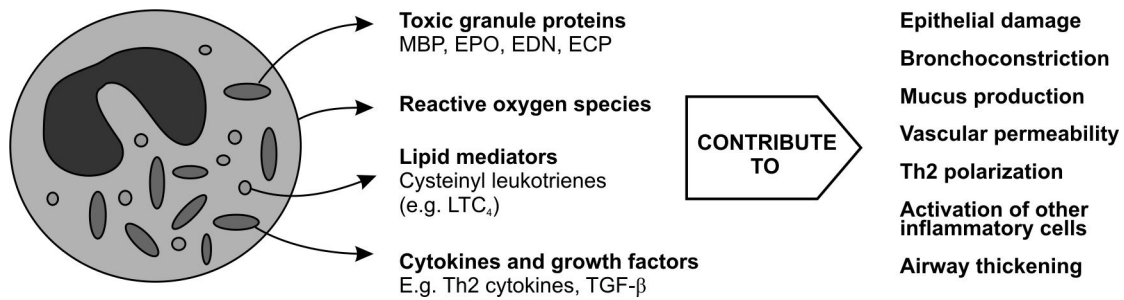 Toxic granule proteins
MBP, EPO, EDN, ECP
Reactive oxygen species
Lipid mediators
Cysteinyl leukotrienes
(e.g. LTC₄)
Cytokines and growth factors
E.g. Th2 cytokines, TGF-β
CONTRIBUTE
TO
Epithelial damage
Bronchoconstriction
Mucus production
Vascular permeability
Th2 polarization
Activation of other
inflammatory cells
Airway thickening